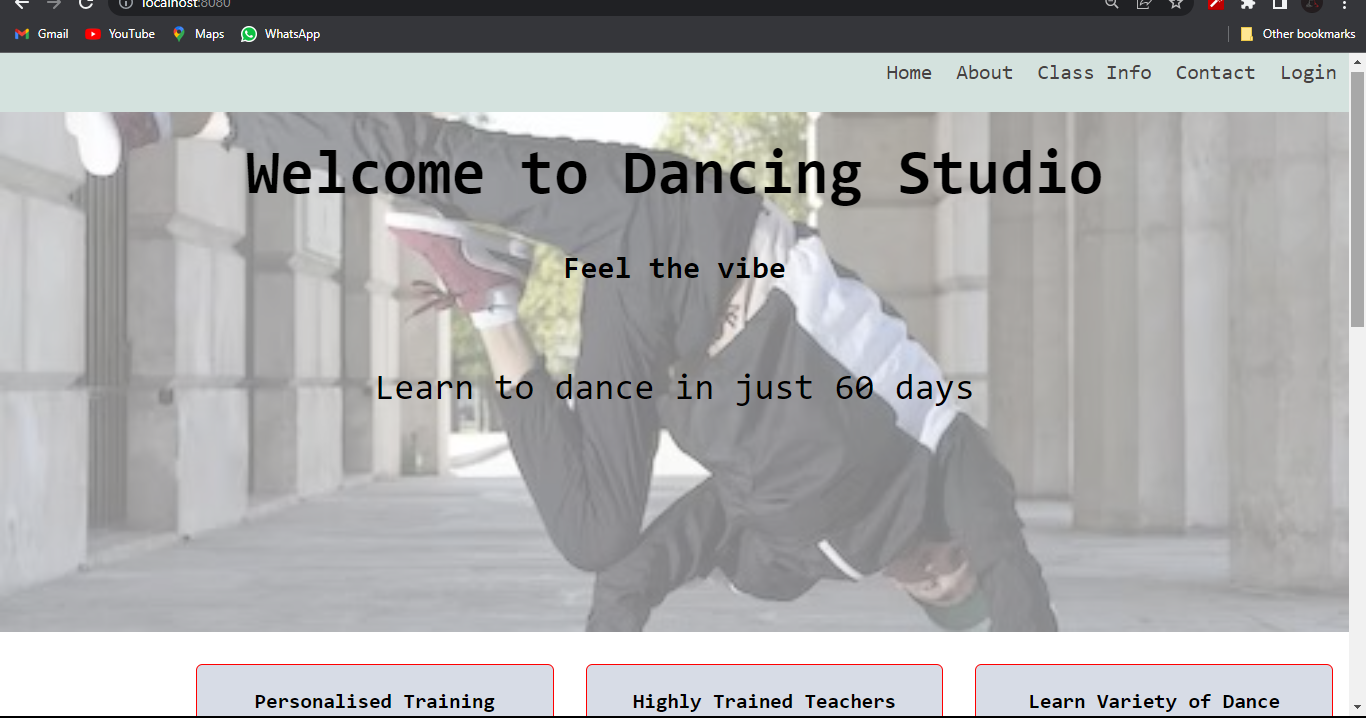 localhost:8080
Gmail YouTube Maps WhatsApp Other bookmarks
Home About Class Info Contact Login
Welcome to Dancing Studio
Feel the vibe
Learn to dance in just 60 days
Personalised Training Highly Trained Teachers Learn Variety of Dance